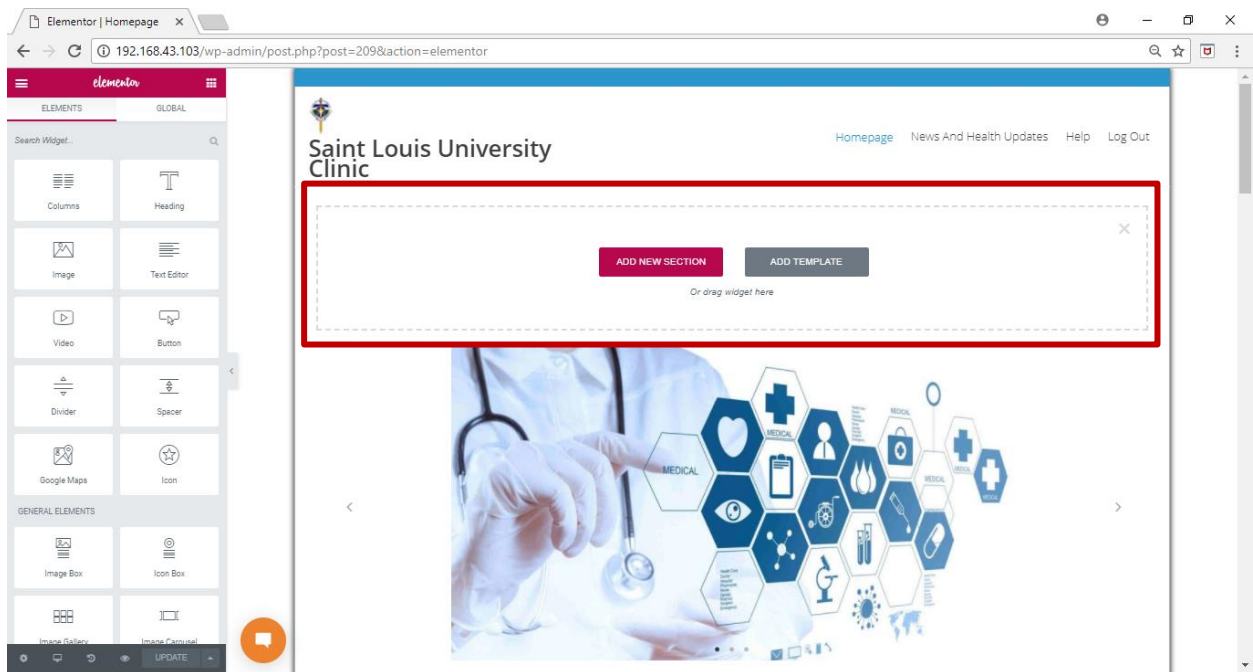 Elementor | Homepage
192.168.43.103/wp-admin/post.php?post=209&action=elementor
elementor
ELEMENTS GLOBAL
Search Widget...
Columns Heading
Image Text Editor
Video Button
Divider Spacer
Google Maps Icon
GENERAL ELEMENTS
Image Box Icon Box
Image Gallery Image Carousel
UPDATE
Saint Louis University
Clinic
Homepage News And Health Updates Help Log Out
ADD NEW SECTION ADD TEMPLATE
Or drag widget here
MEDICAL
MEDICAL
MEDICAL
MEDICAL
MEDICAL
MEDICAL